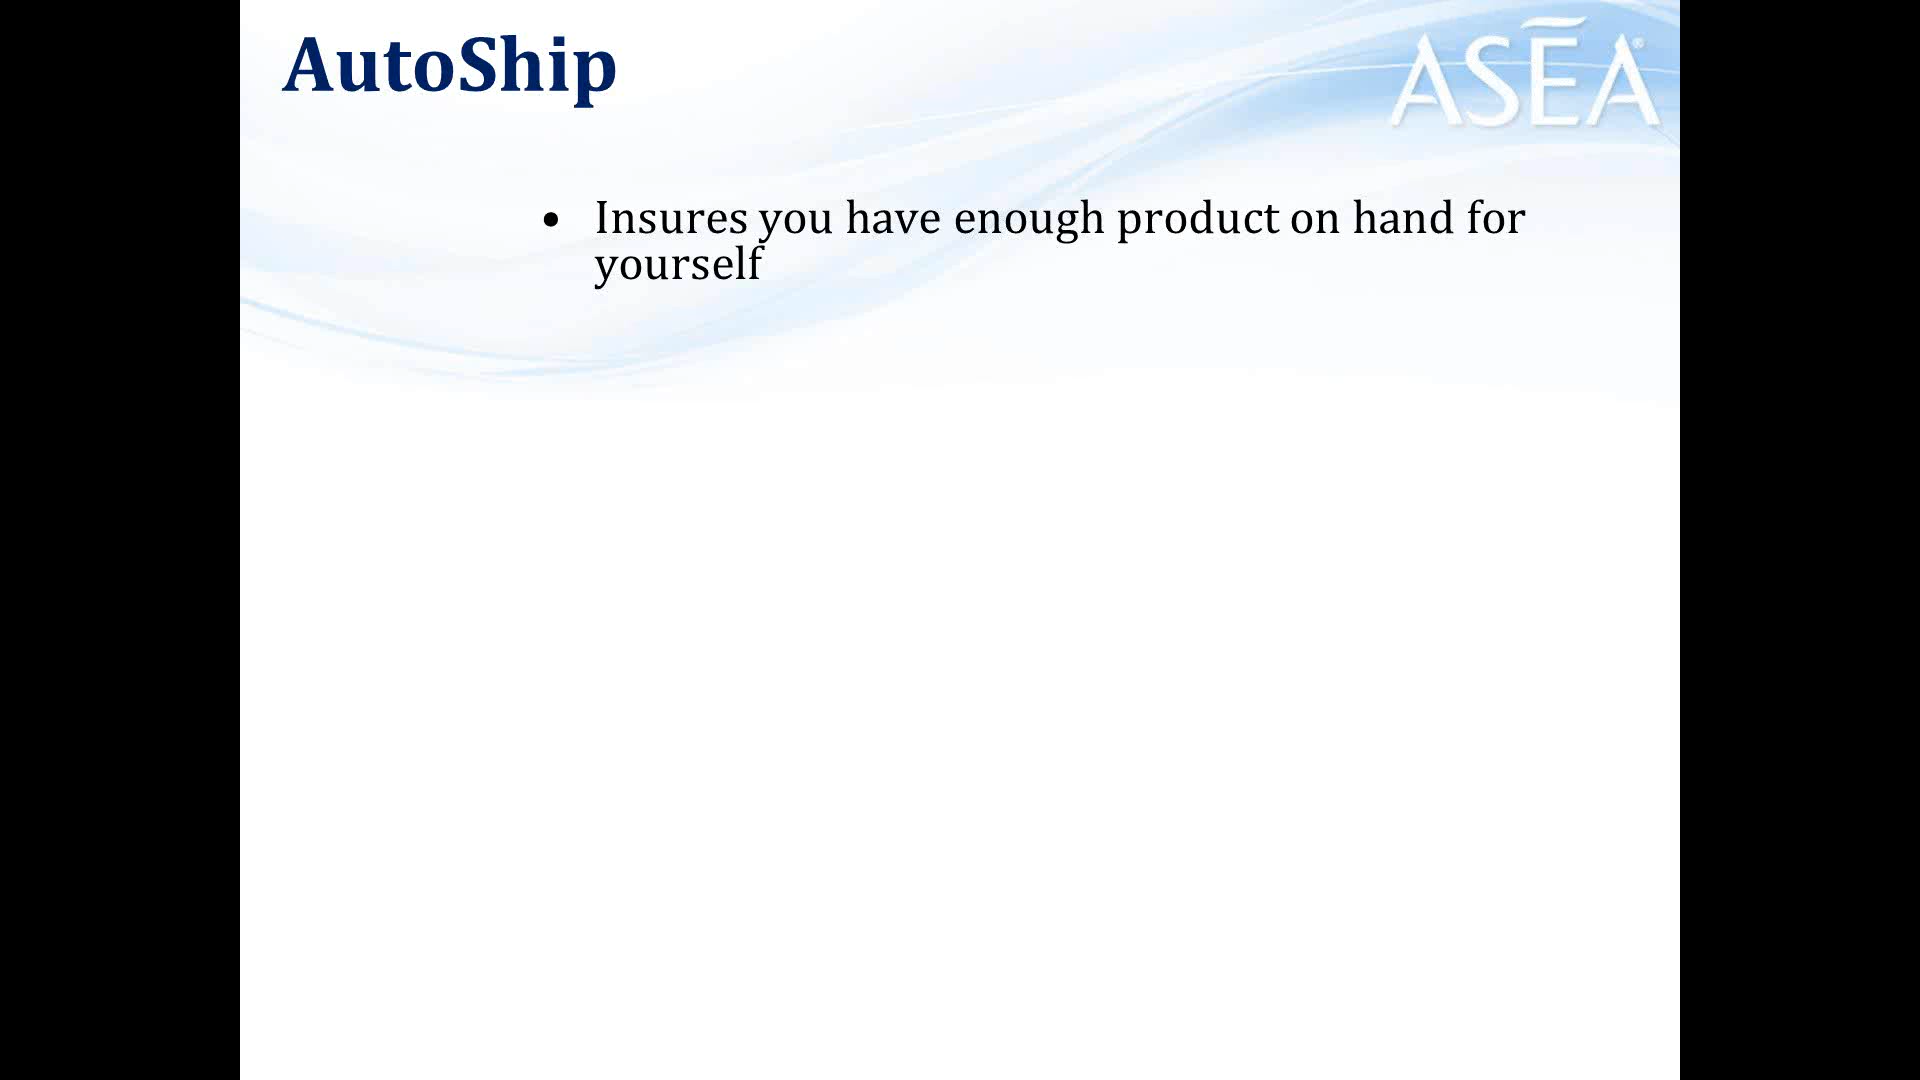 AutoShip
ASEA®
• Insures you have enough product on hand for
yourself